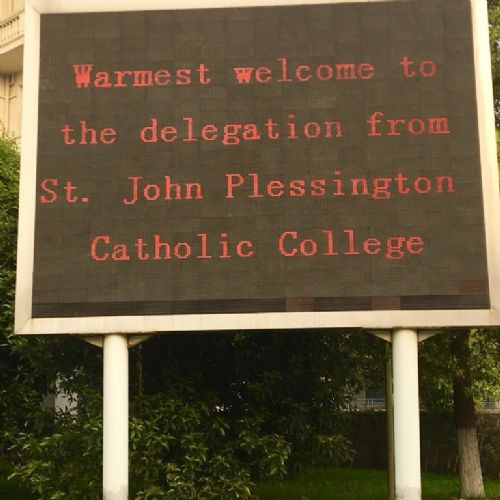 Warmest welcome to
the delegation from
St. John Plessington
Catholic College